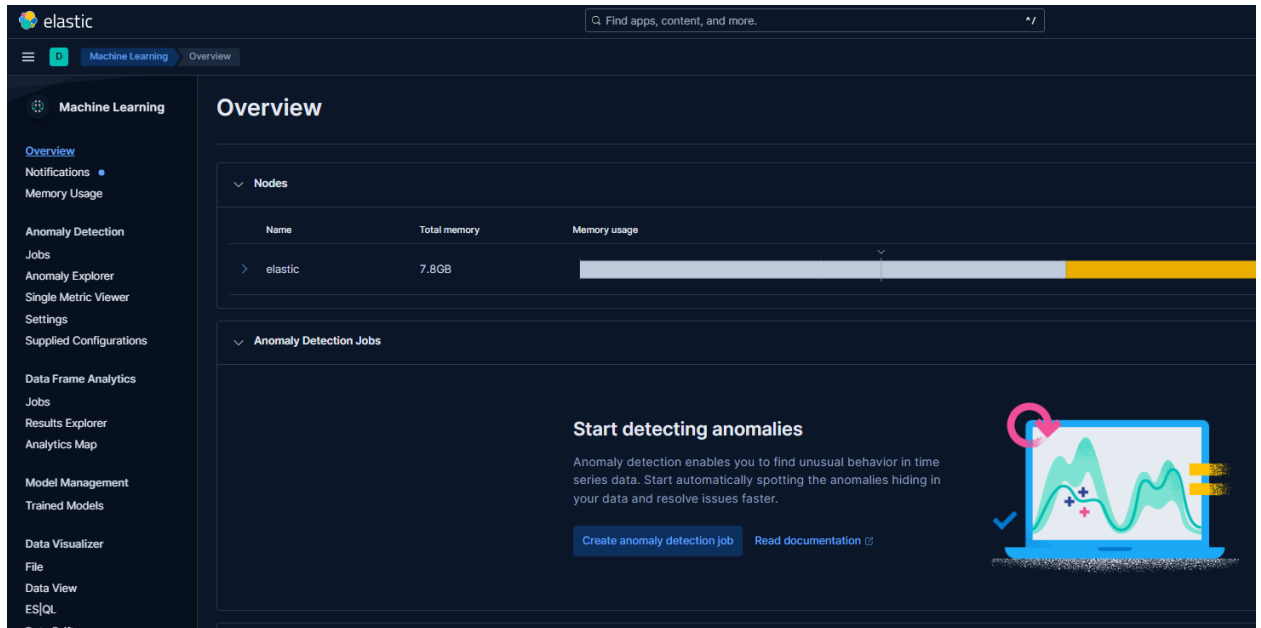 elastic
Find apps, content, and more.
^/
D
Machine Learning
Overview
Machine Learning
Overview
Notifications
Memory Usage
Anomaly Detection
Jobs
Anomaly Explorer
Single Metric Viewer
Settings
Supplied Configurations
Data Frame Analytics
Jobs
Results Explorer
Analytics Map
Model Management
Trained Models
Data Visualizer
File
Data View
ES|QL
Overview
Nodes
Name Total memory Memory usage
elastic 7.8GB
Anomaly Detection Jobs
Start detecting anomalies
Anomaly detection enables you to find unusual behavior in time
series data. Start automatically spotting the anomalies hiding in
your data and resolve issues faster.
Create anomaly detection job Read documentation